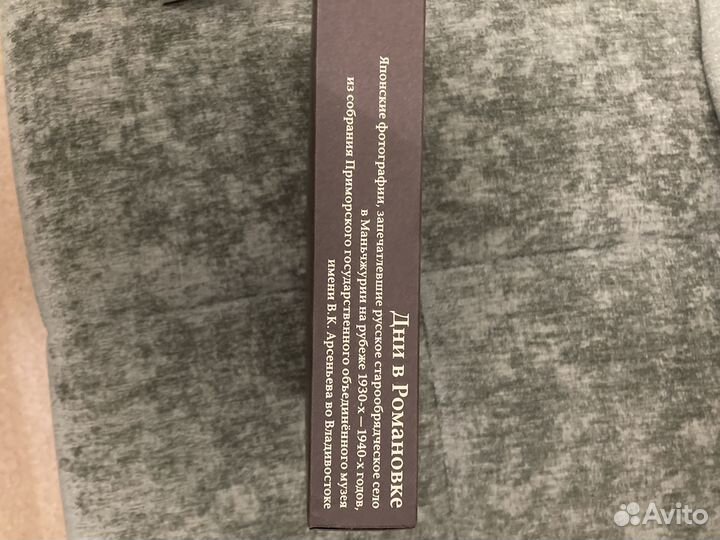 Дни в Романовке
Японские фотографии, запечатлевшие русское старообрядческое село
в Маньчжурии на рубеже 1930-х — 1940-х годов,
из собрания Приморского государственного объединённого музея
имени В.К. Арсеньева во Владивостоке
Avito